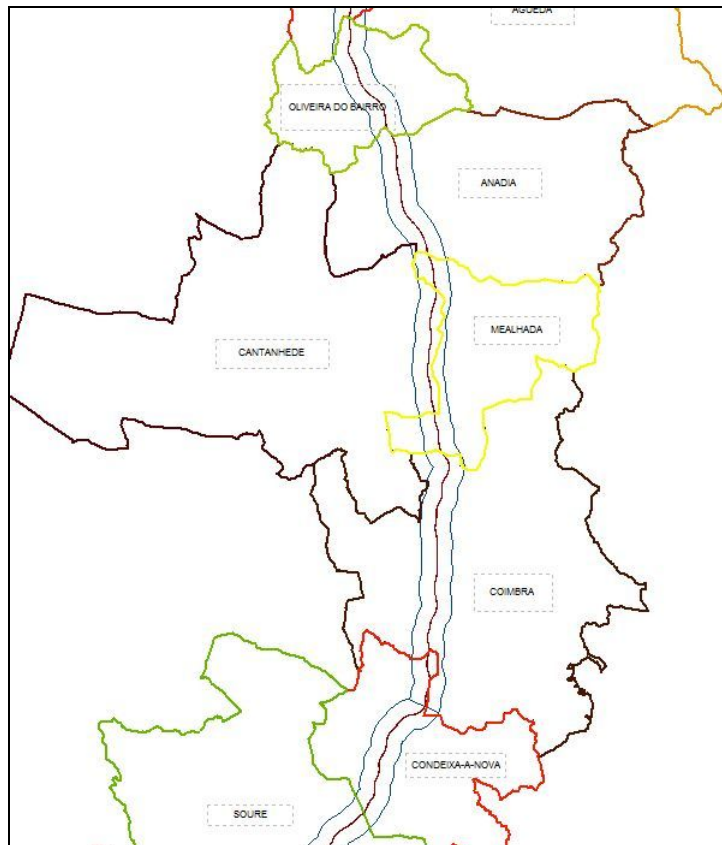 AGUEDA
OLIVEIRA DO BAIRRO
ANADIA
MEALHADA
CANTANHEDE
COIMBRA
CONDEIXA-A-NOVA
SOURE